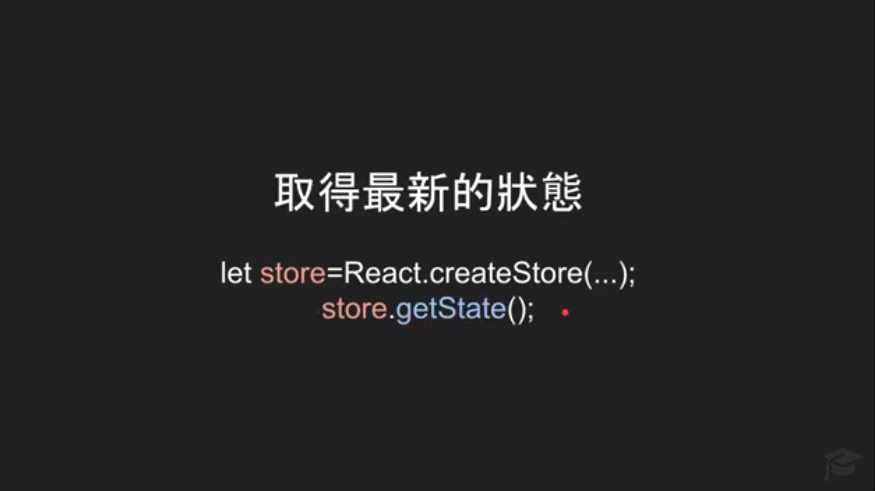 取得最新的狀態
let store=React.createStore(...);
store.getState();